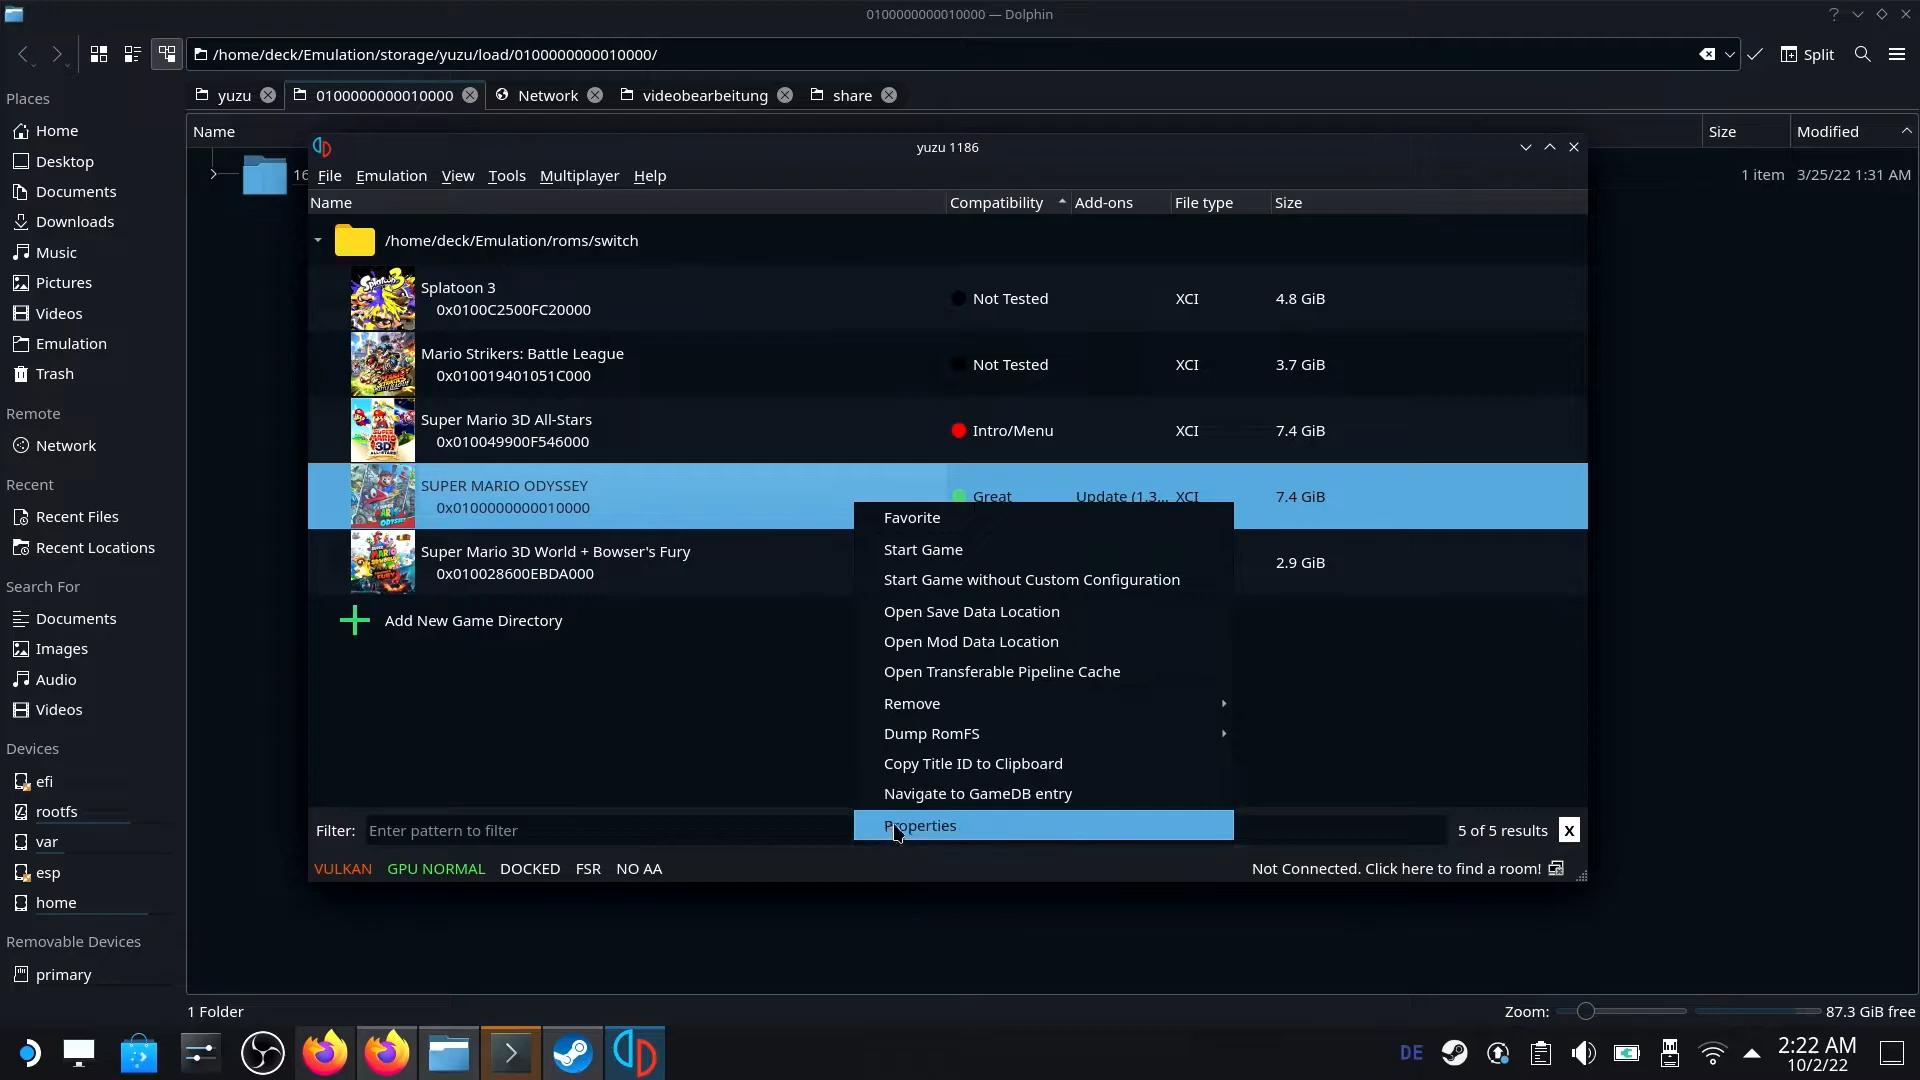 0100000000010000 — Dolphin
/home/deck/Emulation/storage/yuzu/load/0100000000010000/
Split
yuzu
0100000000010000
Network
videobearbeitung
share
Places
Home
Desktop
Documents
Downloads
Music
Pictures
Videos
Emulation
Trash
Remote
Network
Recent
Recent Files
Recent Locations
Search For
Documents
Images
Audio
Videos
Devices
efi
rootfs
var
esp
home
Removable Devices
primary
Name
Size
Modified
16
1 item
3/25/22 1:31 AM
yuzu 1186
File Emulation View Tools Multiplayer Help
Name Compatibility Add-ons File type Size
/home/deck/Emulation/roms/switch
Splatoon 3
0x0100C2500FC20000
Not Tested XCI 4.8 GiB
Mario Strikers: Battle League
0x010019401051C000
Not Tested XCI 3.7 GiB
Super Mario 3D All-Stars
0x010049900F546000
Intro/Menu XCI 7.4 GiB
SUPER MARIO ODYSSEY
0x0100000000010000
Great Update (1.3... XCI 7.4 GiB
Super Mario 3D World + Bowser's Fury
0x010028600EBDA000
2.9 GiB
Add New Game Directory
Favorite
Start Game
Start Game without Custom Configuration
Open Save Data Location
Open Mod Data Location
Open Transferable Pipeline Cache
Remove
Dump RomFS
Copy Title ID to Clipboard
Navigate to GameDB entry
Properties
Filter: Enter pattern to filter
5 of 5 results X
VULKAN GPU NORMAL DOCKED FSR NO AA
Not Connected. Click here to find a room!
1 Folder
Zoom:
87.3 GiB free
DE
2:22 AM
10/2/22